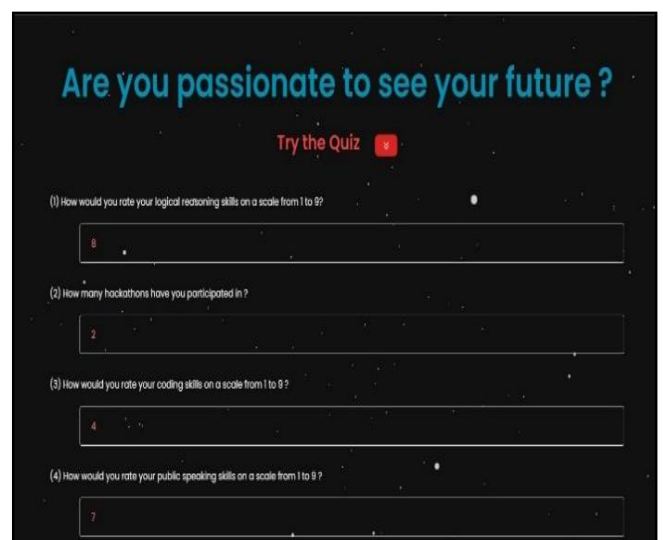 Are you passionate to see your future ?
Try the Quiz
(1) How would you rate your logical reasoning skills on a scale from 1 to 9?
8
(2) How many hackathons have you participated in ?
2
(3) How would you rate your coding skills on a scale from 1 to 9 ?
4
(4) How would you rate your public speaking skills on a scale from 1 to 9 ?
7